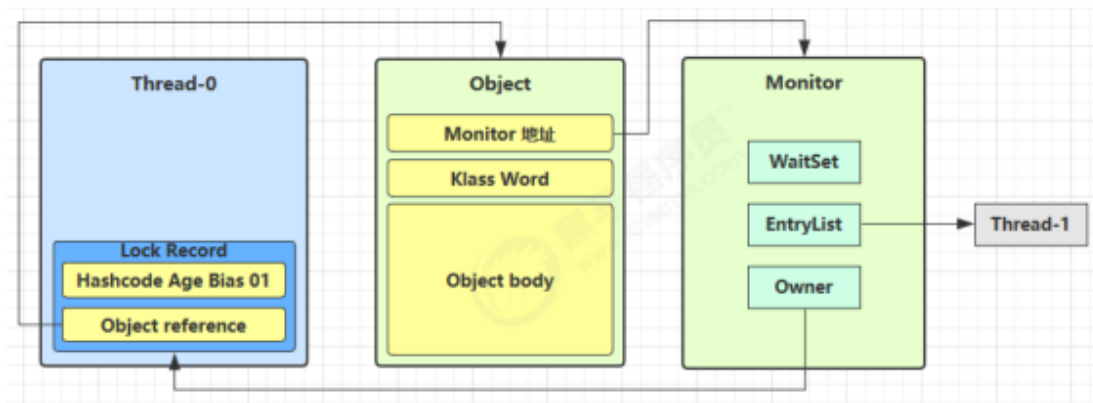 Thread-0
Lock Record
Hashcode Age Bias 01
Object reference
Object
Monitor 地址
Klass Word
Object body
Monitor
WaitSet
EntryList
Owner
Thread-1